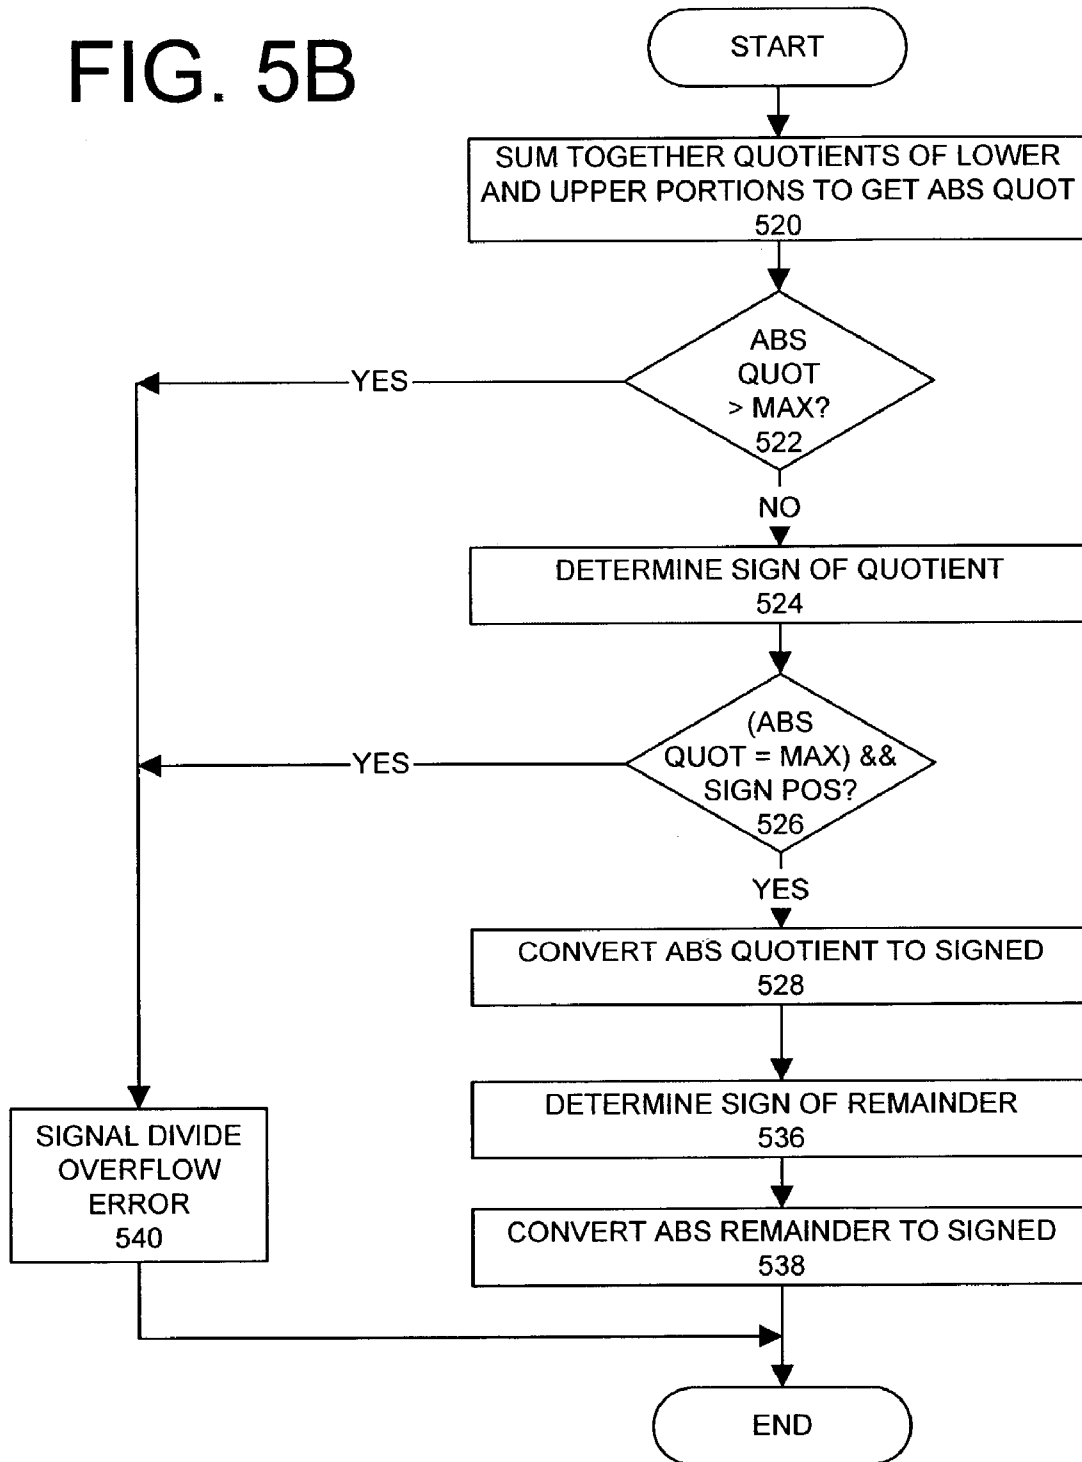 FIG. 5B
START
SUM TOGETHER QUOTIENTS OF LOWER
AND UPPER PORTIONS TO GET ABS QUOT
520
ABS
QUOT
> MAX?
522
YES
NO
DETERMINE SIGN OF QUOTIENT
524
(ABS
QUOT = MAX) &&
SIGN POS?
526
YES
YES
CONVERT ABS QUOTIENT TO SIGNED
528
DETERMINE SIGN OF REMAINDER
536
SIGNAL DIVIDE
OVERFLOW
ERROR
540
CONVERT ABS REMAINDER TO SIGNED
538
END